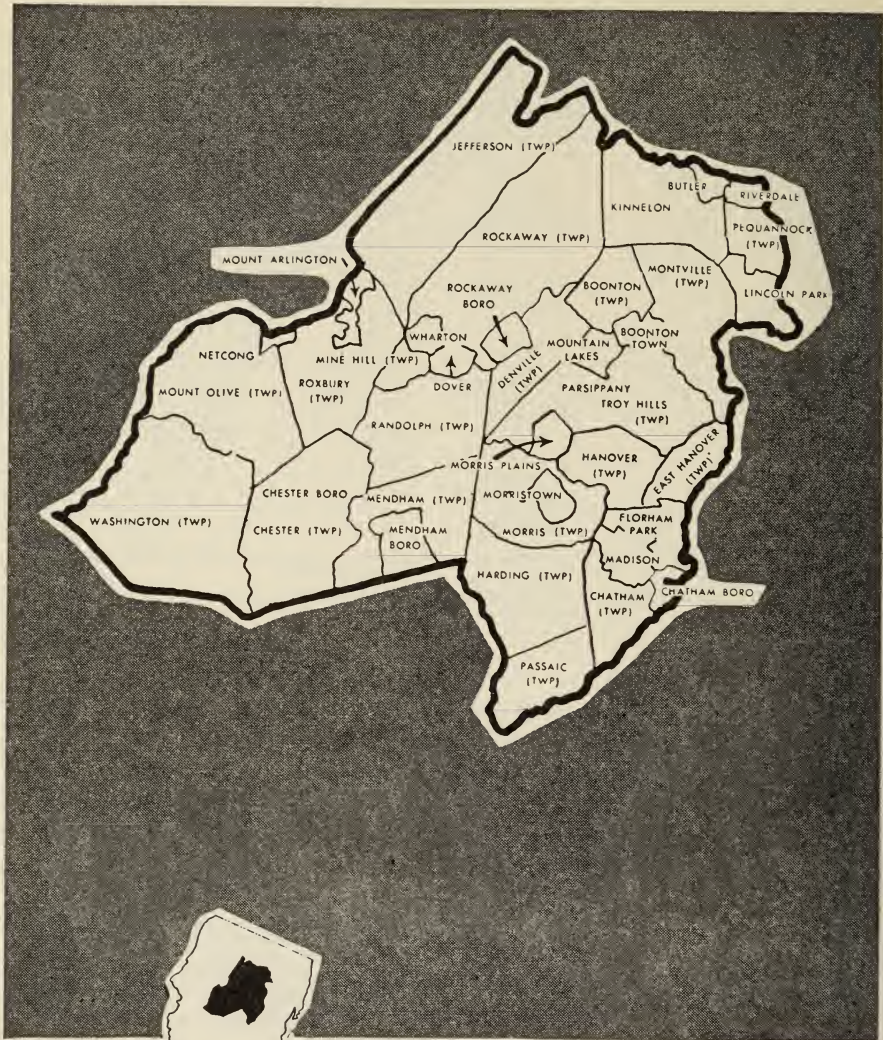 JEFFERSON (TWP)
BUTLER
RIVERDALE
KINNELON
PEQUANNOCK
(TWP)
ROCKAWAY (TWP)
MOUNT ARLINGTON
MONTVILLE
(TWP)
ROCKAWAY
BORO
BOONTON
(TWP)
LINCOLN PARK
WHARTON
BOONTON
TOWN
MOUNTAIN
LAKES
NETCONG
MINE HILL (TWP)
DENVILLE
(TWP)
DOVER
MOUNT OLIVE (TWP)
ROXBURY
(TWP)
PARSIPPANY
TROY HILLS
(TWP)
RANDOLPH (TWP)
MORRIS PLAINS
HANOVER
(TWP)
EAST HANOVER
(TWP)
CHESTER BORO
MENDHAM (TWP)
MORRISTOWN
WASHINGTON (TWP)
CHESTER (TWP)
MENDHAM
BORO
MORRIS (TWP)
FLORHAM
PARK
MADISON
HARDING (TWP)
CHATHAM
(TWP)
CHATHAM BORO
PASSAIC
(TWP)